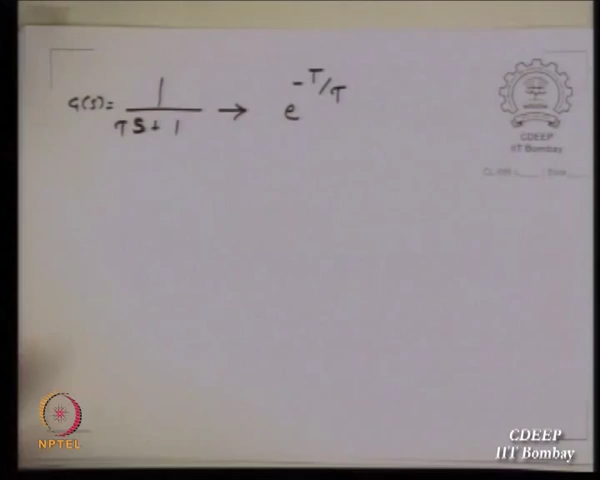 G(s) = 1/(τs + 1) → e^(-T/τ)
CDEEP
IIT Bombay
NPTEL
CDEEP
IIT Bombay